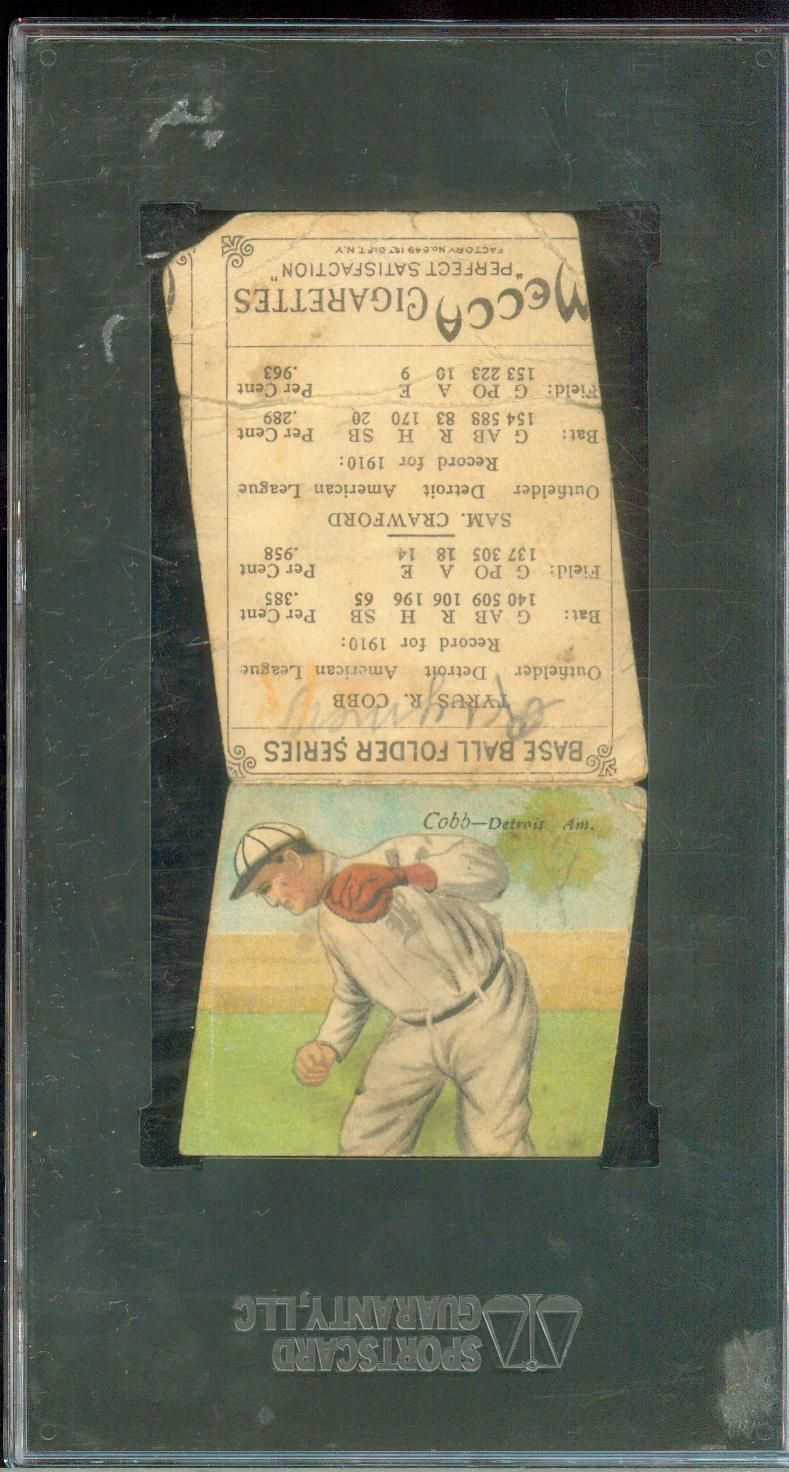 BASE BALL FOLDER SERIES
TYRUS R. COBB
Outfielder Detroit American League
Record for 1910:
Bat: G AB R H SB Per Cent
140 509 106 196 65 .385
Field: G PO A E Per Cent
137 305 18 14 .958
SAM. CRAWFORD
Outfielder Detroit American League
Record for 1910:
Bat: G AB R H SB Per Cent
154 588 83 170 20 .289
Field: G PO A E Per Cent
153 223 10 9 .963
MECCA CIGARETTES
"PERFECT SATISFACTION"
FACTORY No. 649 1ST DIST. N.Y.
Cobb—Detroit Am.
SPORTSCARD
GUARANTY, LLC